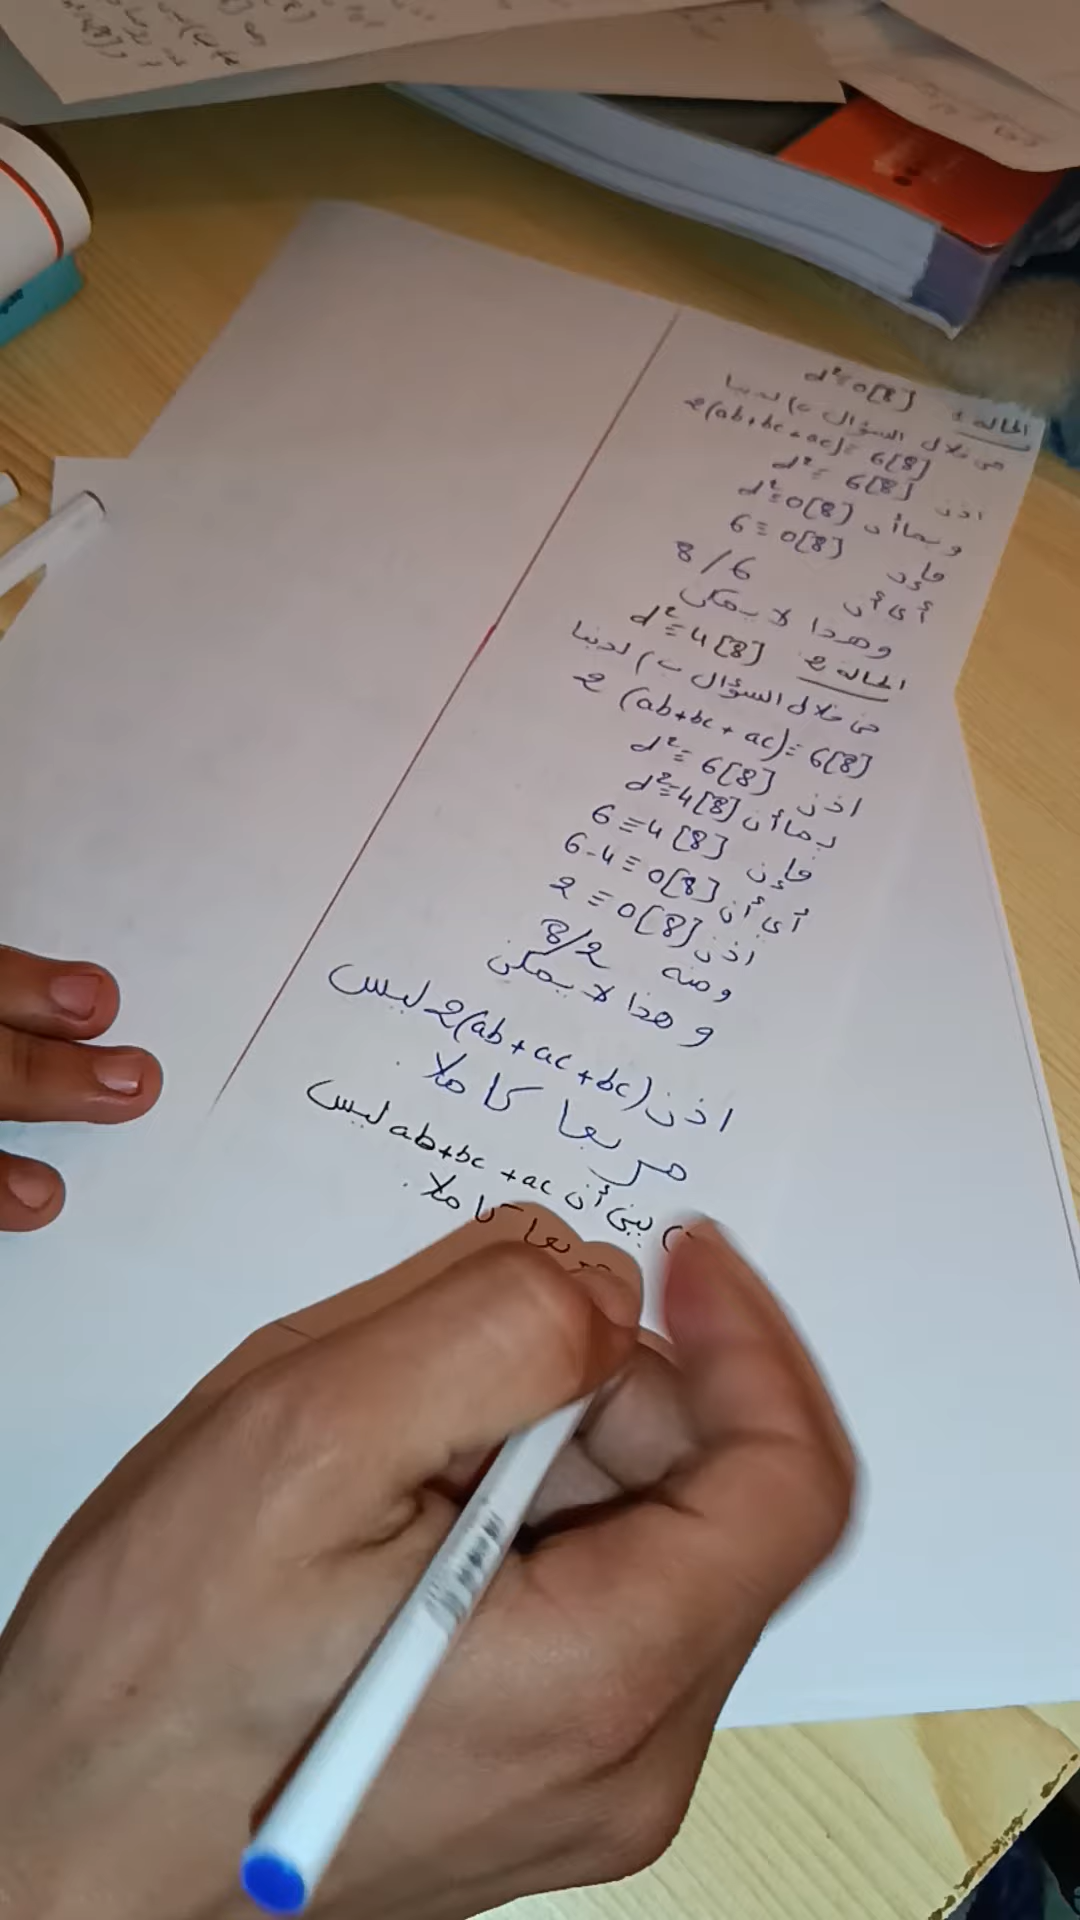 الحالة 1 d²≡0[8]
من خلال السؤال ب) لدينا
2(ab+bc+ac)≡6[8]
اذن d²≡6[8]
و بما أن d²≡0[8]
فإن 6≡0[8]
أي أن 8/6
وهذا لا يمكن
الحالة 2 d²≡4[8]
من خلال السؤال ب) لدينا
2 (ab+bc+ac)≡6[8]
اذن d²≡6[8]
بما أن d²≡4[8]
فإن 6≡4[8]
أي أن 6-4≡0[8]
اذن 2≡0[8]
ومنه 8/2
و هذا لا يمكن.
اذن 2(ab+ac+bc) ليس
مربعا كاملا.
بين أن ab+bc+ac ليس
مربعا كاملا.